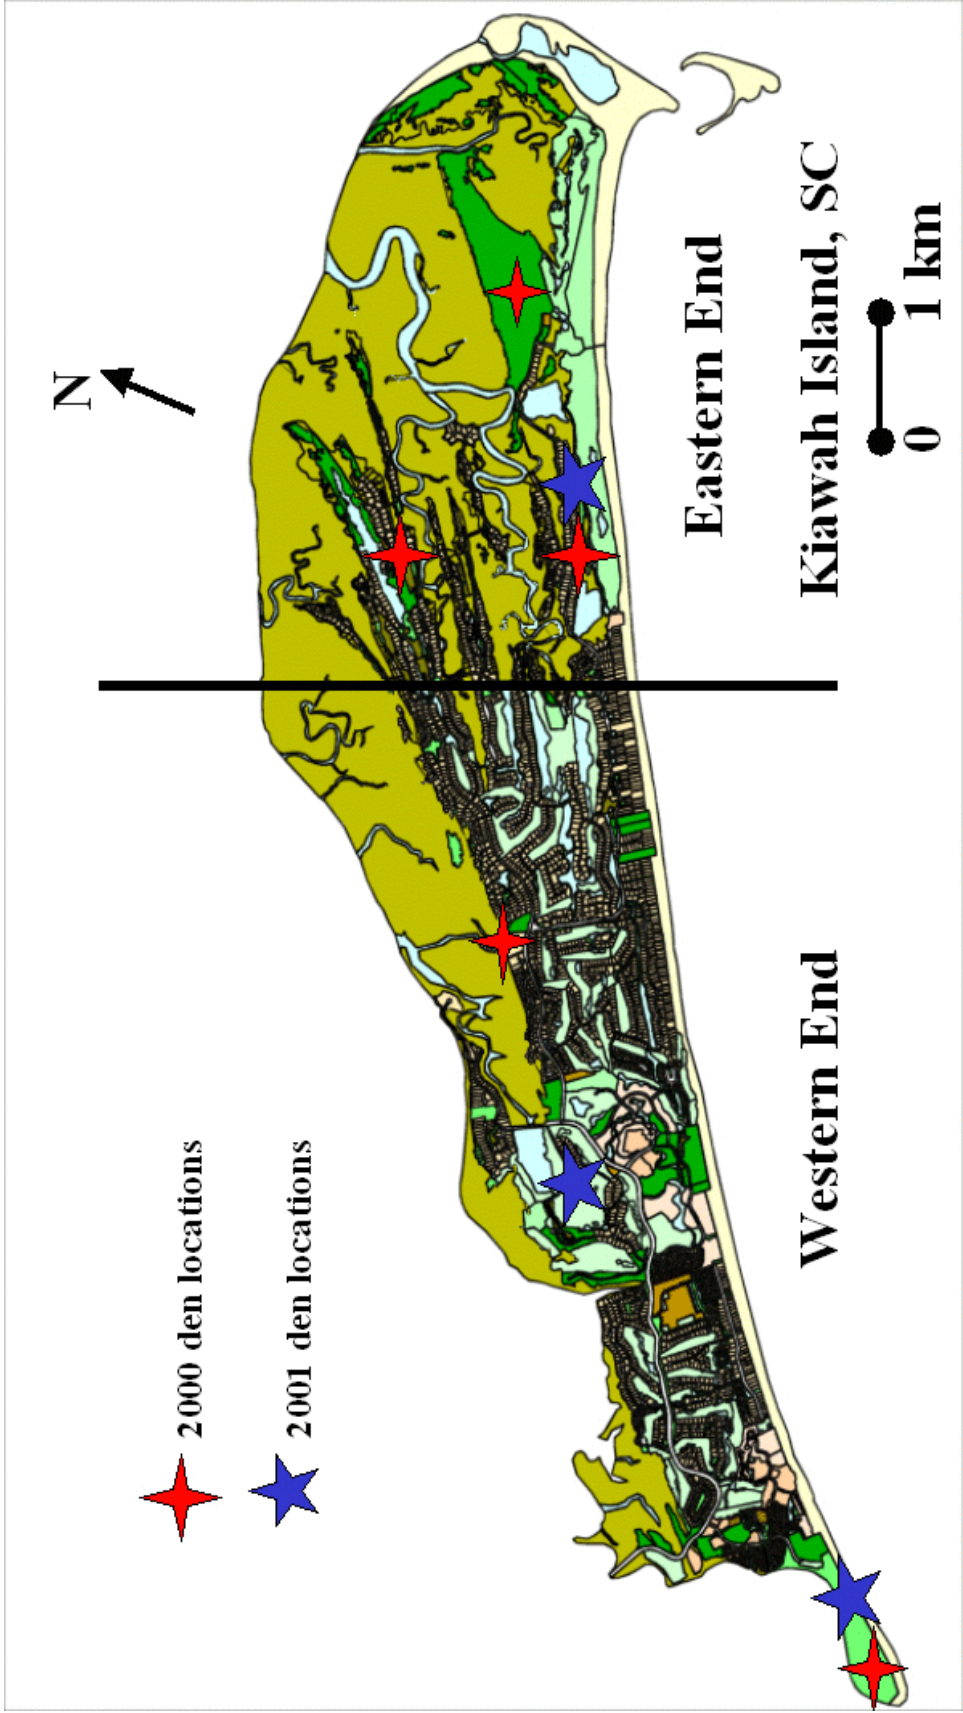 2000 den locations
2001 den locations
N
Western End
Eastern End
Kiawah Island, SC
0 1 km